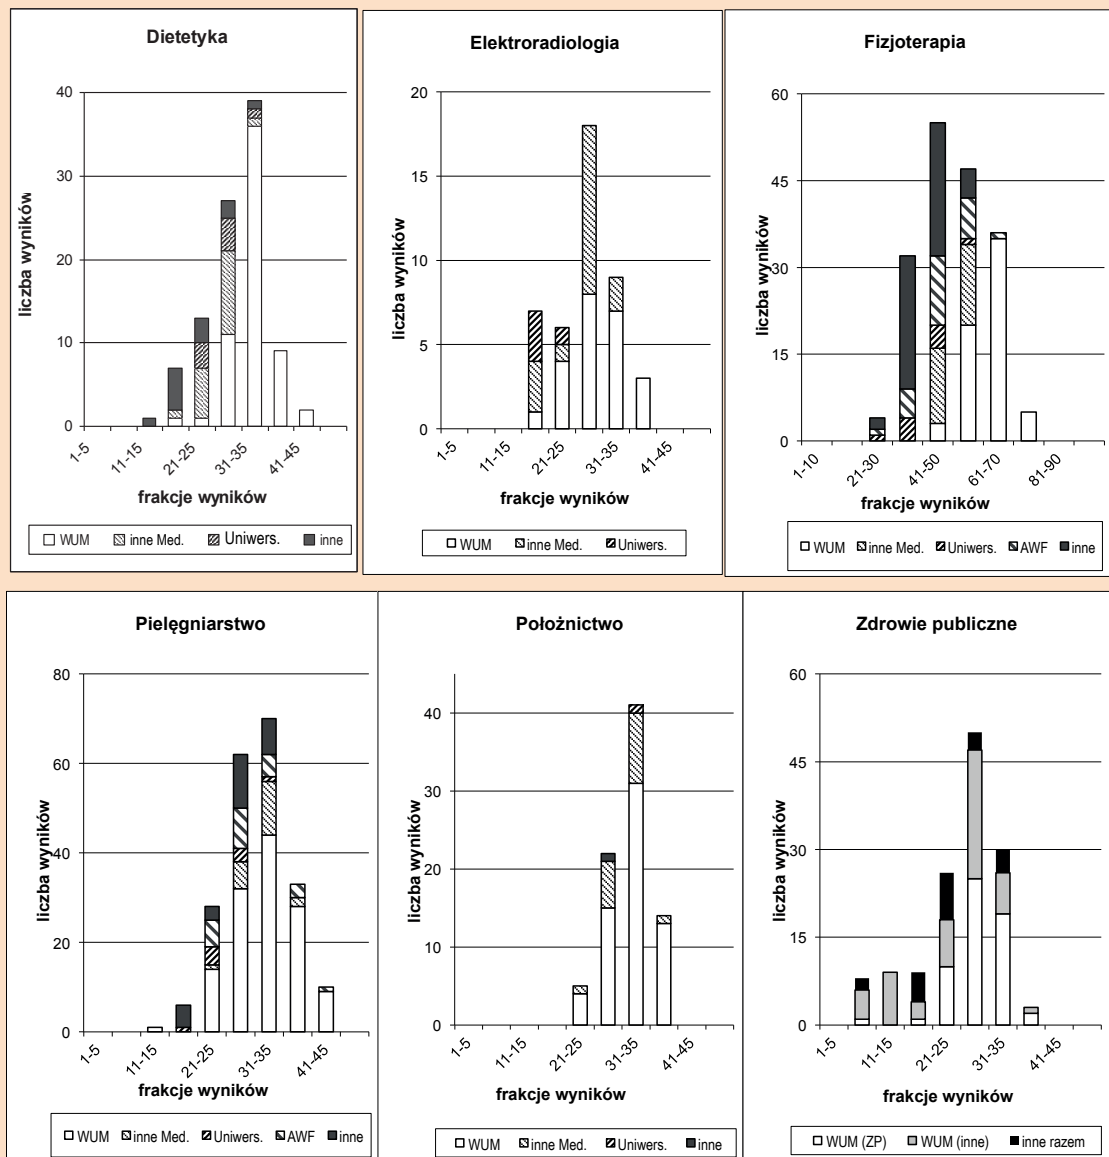 Dietetyka
liczba wyników
40
30
20
10
0
1-5
11-15
21-25
31-35
41-45
frakcje wyników
WUM
inne Med.
Uniwers.
inne
Elektroradiologia
liczba wyników
20
15
10
5
0
1-5
11-15
21-25
31-35
41-45
frakcje wyników
WUM
inne Med.
Uniwers.
Fizjoterapia
liczba wyników
60
45
30
15
0
1-10
21-30
41-50
61-70
81-90
frakcje wyników
WUM
inne Med.
Uniwers.
AWF
inne
Pielęgniarstwo
liczba wyników
80
60
40
20
0
1-5
11-15
21-25
31-35
41-45
frakcje wyników
WUM
inne Med.
Uniwers.
AWF
inne
Położnictwo
liczba wyników
40
30
20
10
0
1-5
11-15
21-25
31-35
41-45
frakcje wyników
WUM
inne Med.
Uniwers.
inne
Zdrowie publiczne
liczba wyników
60
45
30
15
0
1-5
11-15
21-25
31-35
41-45
frakcje wyników
WUM (ZP)
WUM (inne)
inne razem